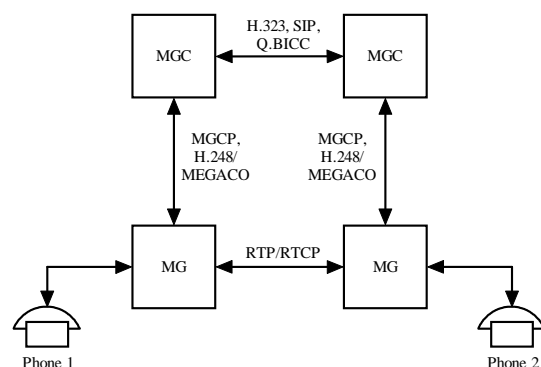 H.323, SIP,
Q.BICC
MGC
MGC
MGCP,
H.248/
MEGACO
MGCP,
H.248/
MEGACO
MG
RTP/RTCP
MG
Phone 1
Phone 2